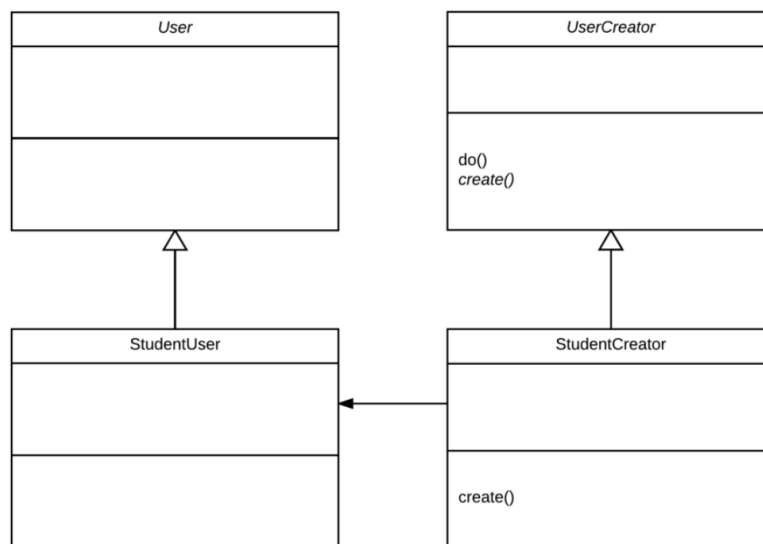 User
UserCreator
do()
create()
StudentUser
StudentCreator
create()